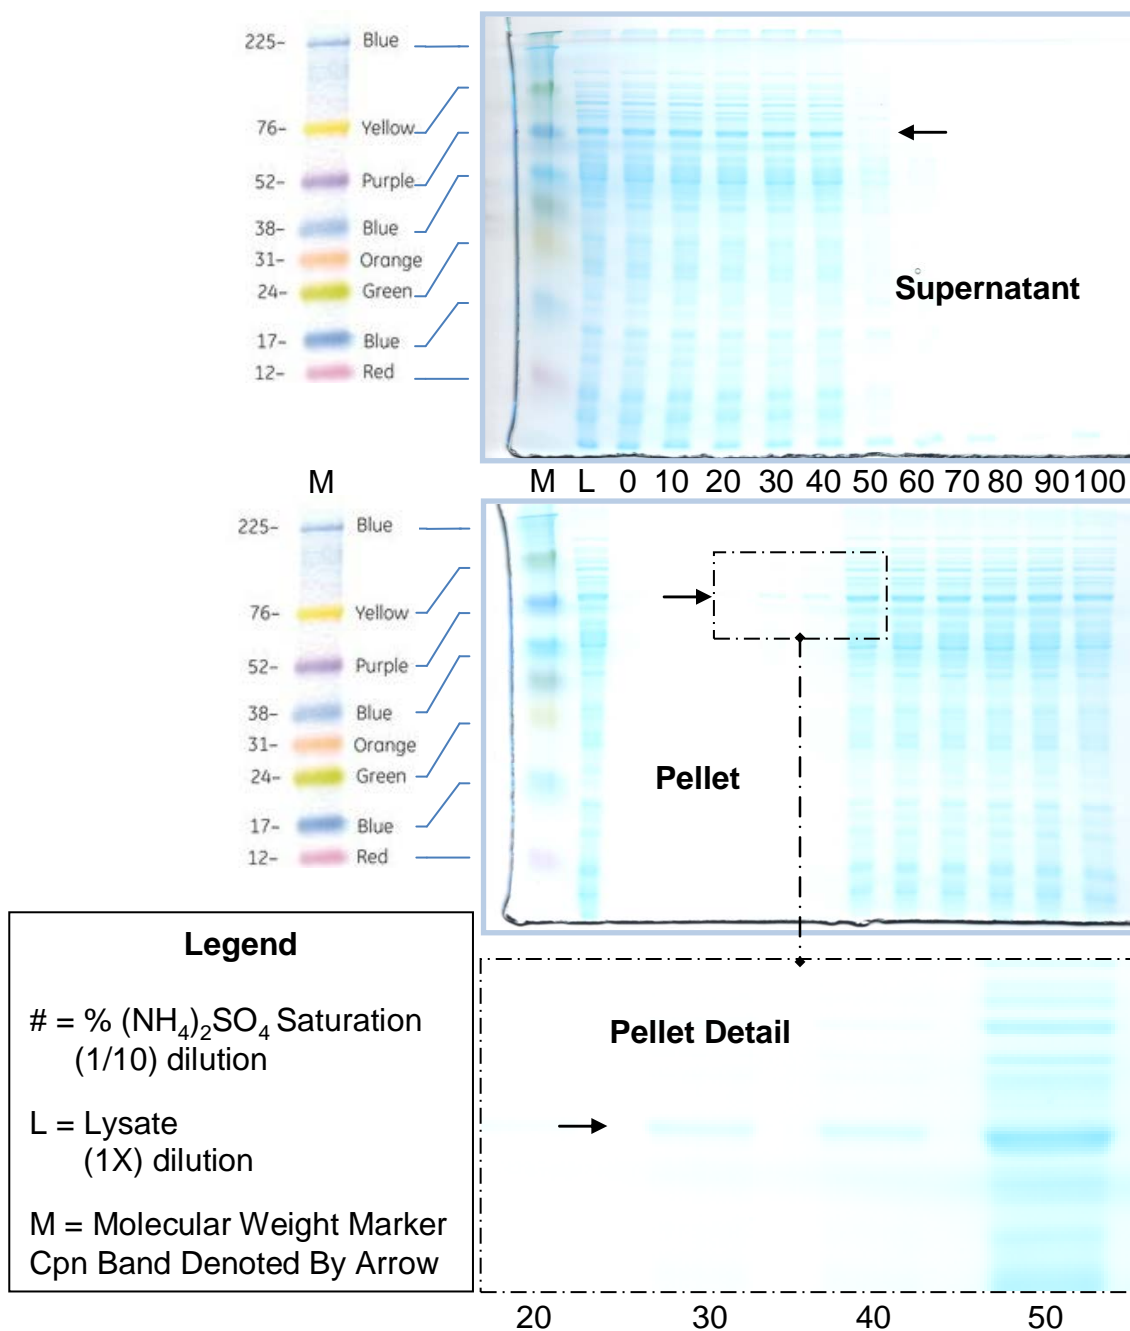 225– Blue
76– Yellow
52– Purple
38– Blue
31– Orange
24– Green
17– Blue
12– Red
Supernatant
M M L 0 10 20 30 40 50 60 70 80 90 100
225– Blue
76– Yellow
52– Purple
38– Blue
31– Orange
24– Green
17– Blue
12– Red
Pellet
Legend
# = % (NH₄)₂SO₄ Saturation
(1/10) dilution
L = Lysate
(1X) dilution
M = Molecular Weight Marker
Cpn Band Denoted By Arrow
Pellet Detail
20 30 40 50